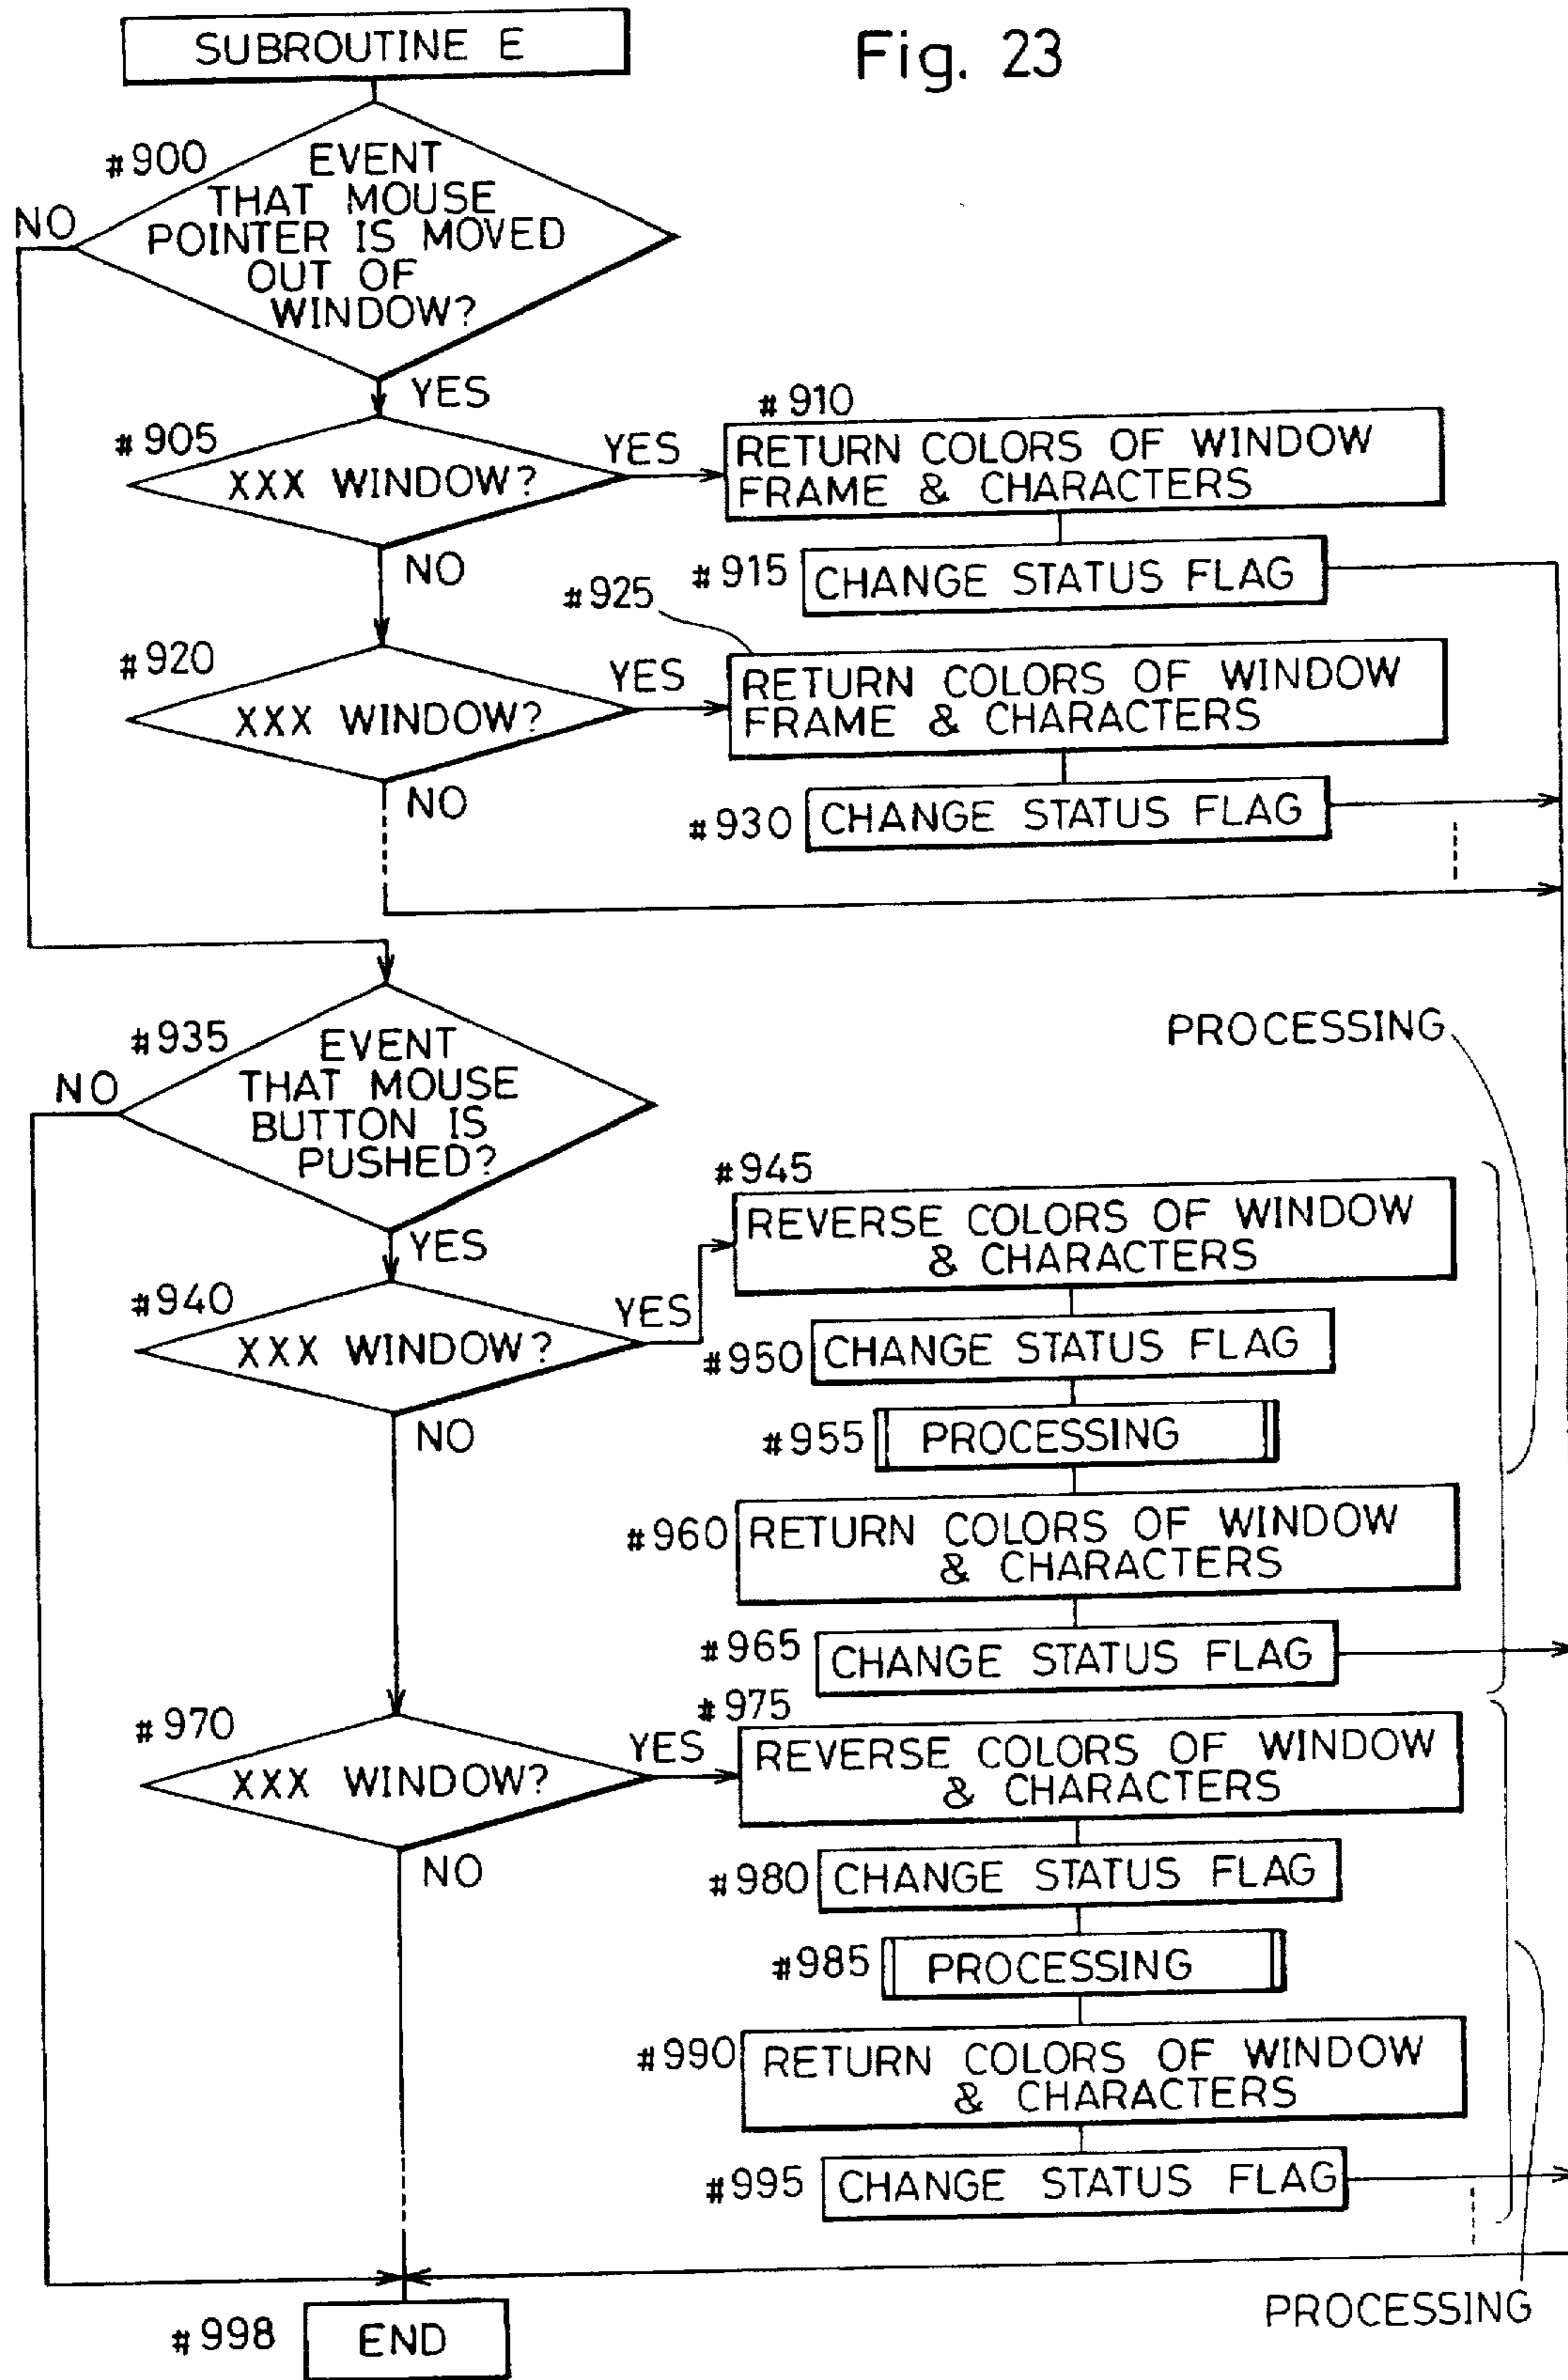 SUBROUTINE E
Fig. 23
#900
EVENT
THAT MOUSE
POINTER IS MOVED
OUT OF
WINDOW?
NO
YES
#905
XXX WINDOW?
YES
NO
#910
RETURN COLORS OF WINDOW
FRAME & CHARACTERS
#915
CHANGE STATUS FLAG
#920
XXX WINDOW?
YES
NO
#925
RETURN COLORS OF WINDOW
FRAME & CHARACTERS
#930
CHANGE STATUS FLAG
#935
EVENT
THAT MOUSE
BUTTON IS
PUSHED?
NO
YES
PROCESSING
#940
XXX WINDOW?
YES
NO
#945
REVERSE COLORS OF WINDOW
& CHARACTERS
#950
CHANGE STATUS FLAG
#955
PROCESSING
#960
RETURN COLORS OF WINDOW
& CHARACTERS
#965
CHANGE STATUS FLAG
#970
XXX WINDOW?
YES
NO
#975
REVERSE COLORS OF WINDOW
& CHARACTERS
#980
CHANGE STATUS FLAG
#985
PROCESSING
#990
RETURN COLORS OF WINDOW
& CHARACTERS
#995
CHANGE STATUS FLAG
PROCESSING
#998
END